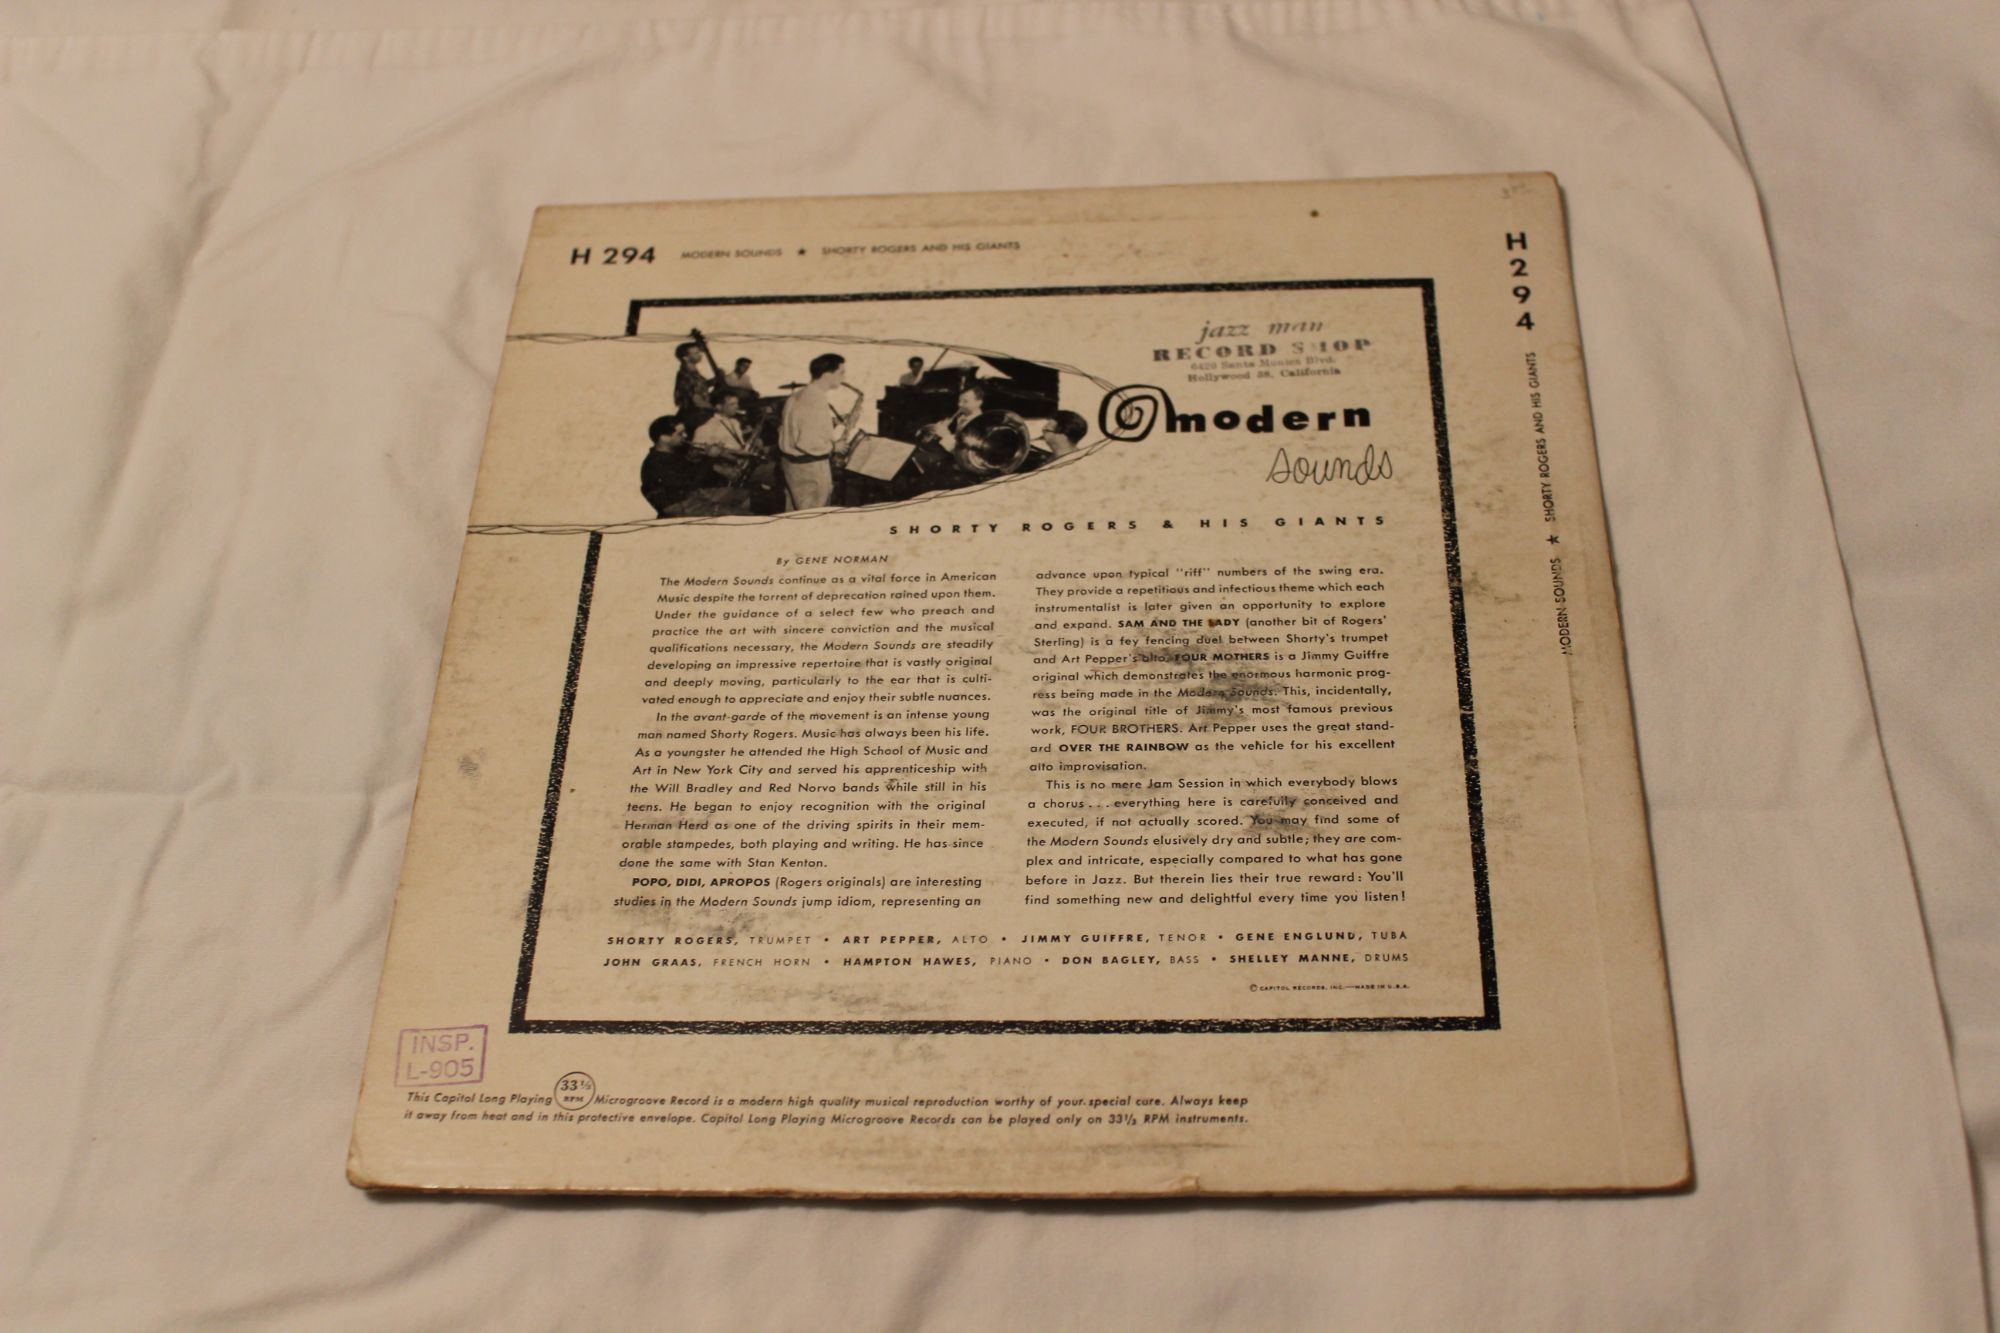 H 294 MODERN SOUNDS ★ SHORTY ROGERS AND HIS GIANTS
H 294 MODERN SOUNDS ★ SHORTY ROGERS AND HIS GIANTS
jazz man
RECORD SHOP
6420 Santa Monica Blvd.
Hollywood 38, California
modern
sounds
SHORTY ROGERS & HIS GIANTS
By GENE NORMAN
The Modern Sounds continue as a vital force in American
Music despite the torrent of deprecation rained upon them.
Under the guidance of a select few who preach and
practice the art with sincere conviction and the musical
qualifications necessary, the Modern Sounds are steadily
developing an impressive repertoire that is vastly original
and deeply moving, particularly to the ear that is culti-
vated enough to appreciate and enjoy their subtle nuances.
In the avant-garde of the movement is an intense young
man named Shorty Rogers. Music has always been his life.
As a youngster he attended the High School of Music and
Art in New York City and served his apprenticeship with
the Will Bradley and Red Norvo bands while still in his
teens. He began to enjoy recognition with the original
Herman Herd as one of the driving spirits in their mem-
orable stampedes, both playing and writing. He has since
done the same with Stan Kenton.
POPO, DIDI, APROPOS (Rogers originals) are interesting
studies in the Modern Sounds jump idiom, representing an
advance upon typical "riff" numbers of the swing era.
They provide a repetitious and infectious theme which each
instrumentalist is later given an opportunity to explore
and expand. SAM AND THE LADY (another bit of Rogers'
Sterling) is a fey fencing duel between Shorty's trumpet
and Art Pepper's alto. FOUR MOTHERS is a Jimmy Guiffre
original which demonstrates the enormous harmonic prog-
ress being made in the Modern Sounds. This, incidentally,
was the original title of Jimmy's most famous previous
work, FOUR BROTHERS. Art Pepper uses the great stand-
ard OVER THE RAINBOW as the vehicle for his excellent
alto improvisation.
This is no mere Jam Session in which everybody blows
a chorus . . . everything here is carefully conceived and
executed, if not actually scored. You may find some of
the Modern Sounds elusively dry and subtle; they are com-
plex and intricate, especially compared to what has gone
before in Jazz. But therein lies their true reward: You'll
find something new and delightful every time you listen!
SHORTY ROGERS, TRUMPET • ART PEPPER, ALTO • JIMMY GUIFFRE, TENOR • GENE ENGLUND, TUBA
JOHN GRAAS, FRENCH HORN • HAMPTON HAWES, PIANO • DON BAGLEY, BASS • SHELLEY MANNE, DRUMS
© CAPITOL RECORDS, INC.—MADE IN U.S.A.
INSP.
L-905
This Capitol Long Playing 33⅓ RPM Microgroove Record is a modern high quality musical reproduction worthy of your special care. Always keep
it away from heat and in this protective envelope. Capitol Long Playing Microgroove Records can be played only on 33⅓ RPM instruments.